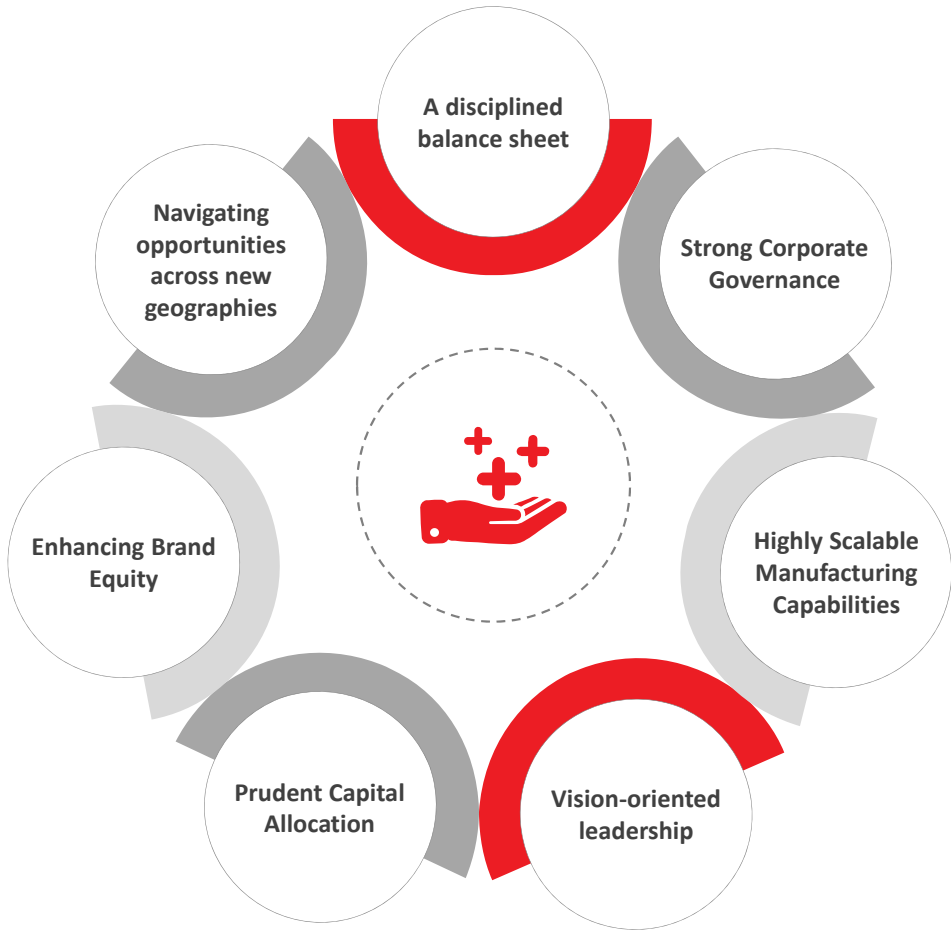 A disciplined
balance sheet
Strong Corporate
Governance
Highly Scalable
Manufacturing
Capabilities
Vision-oriented
leadership
Prudent Capital
Allocation
Enhancing Brand
Equity
Navigating
opportunities
across new
geographies